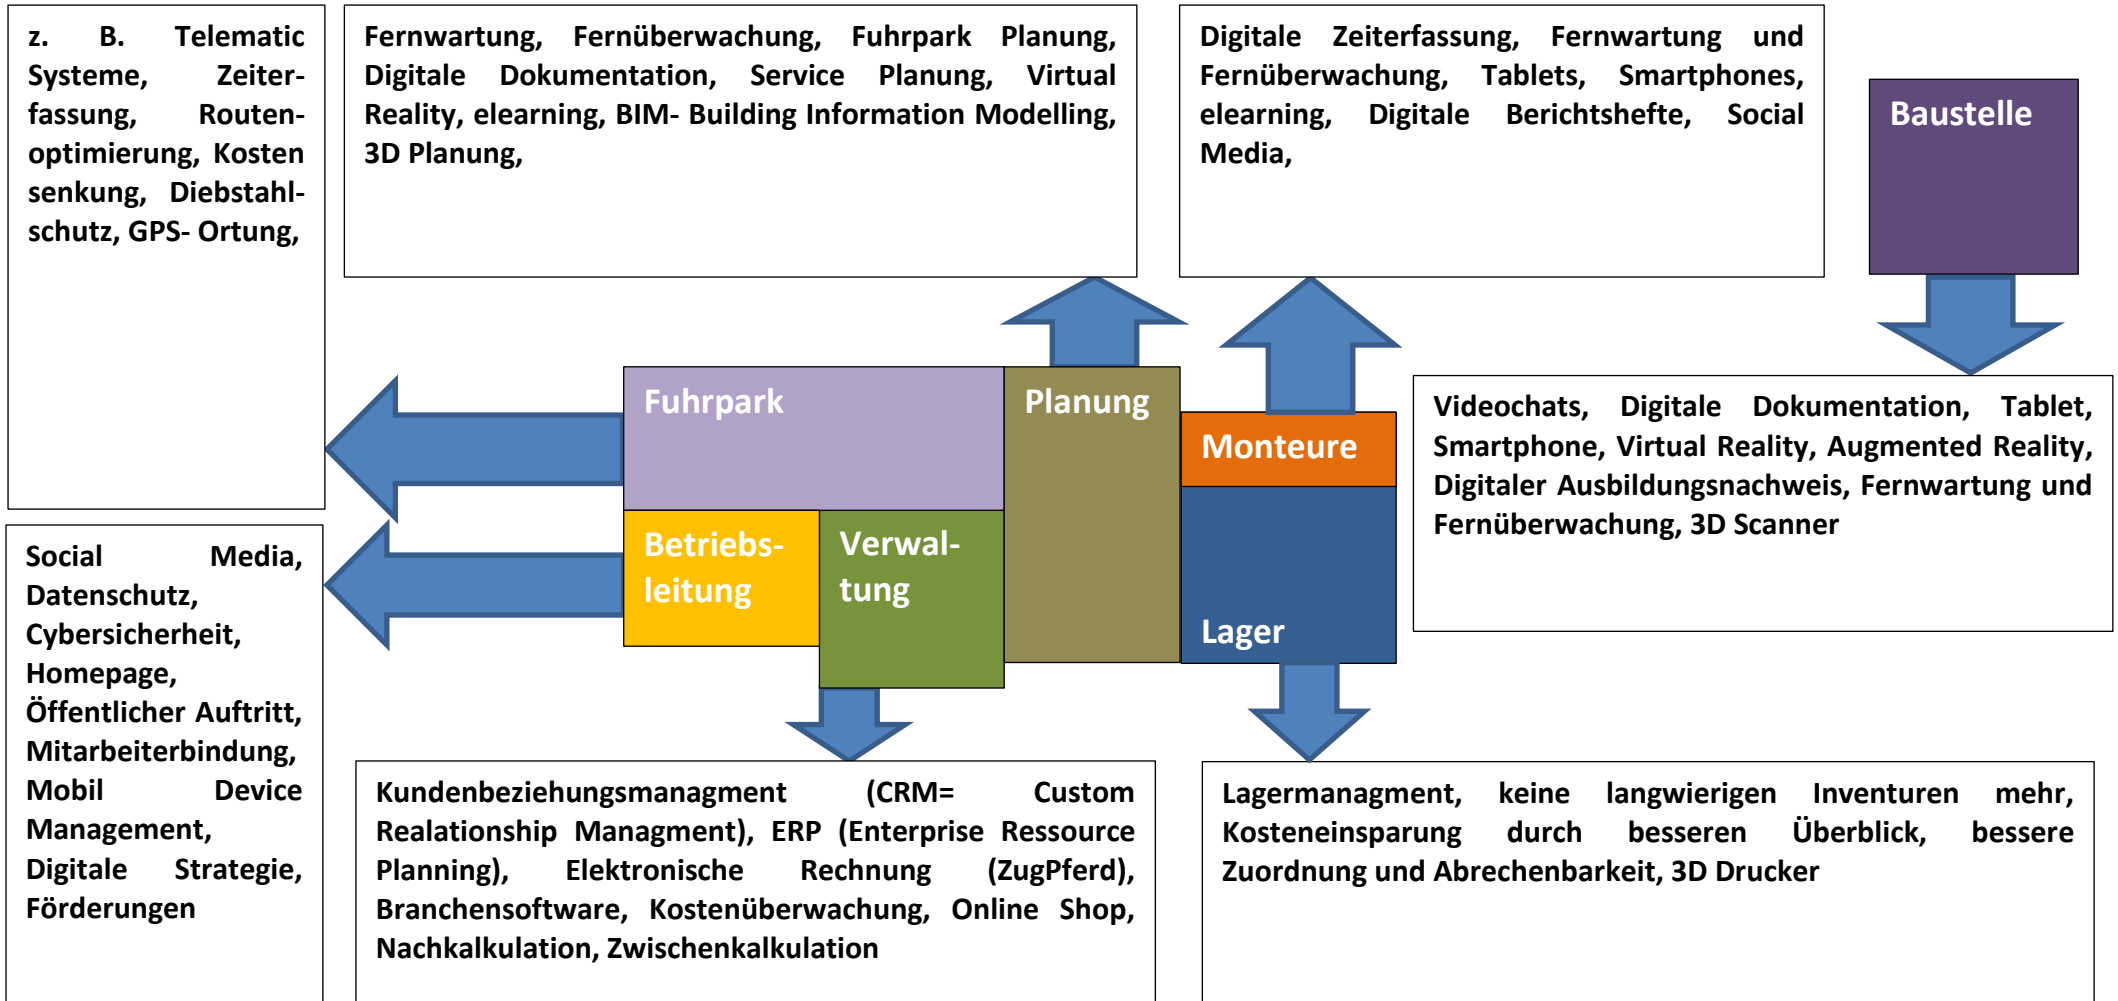 z. B. Telematic
Systeme, Zeiter-
fassung, Routen-
optimierung, Kosten
senkung, Diebstahl-
schutz, GPS- Ortung,
Fernwartung, Fernüberwachung, Fuhrpark Planung,
Digitale Dokumentation, Service Planung, Virtual
Reality, elearning, BIM- Building Information Modelling,
3D Planung,
Digitale Zeiterfassung, Fernwartung und
Fernüberwachung, Tablets, Smartphones,
elearning, Digitale Berichtshefte, Social
Media,
Baustelle
Fuhrpark
Planung
Monteure
Videochats, Digitale Dokumentation, Tablet,
Smartphone, Virtual Reality, Augmented Reality,
Digitaler Ausbildungsnachweis, Fernwartung und
Fernüberwachung, 3D Scanner
Betriebs-
leitung
Verwal-
tung
Lager
Social Media,
Datenschutz,
Cybersicherheit,
Homepage,
Öffentlicher Auftritt,
Mitarbeiterbindung,
Mobil Device
Management,
Digitale Strategie,
Förderungen
Kundenbeziehungsmanagment (CRM= Custom
Realationship Managment), ERP (Enterprise Ressource
Planning), Elektronische Rechnung (ZugPferd),
Branchensoftware, Kostenüberwachung, Online Shop,
Nachkalkulation, Zwischenkalkulation
Lagermanagment, keine langwierigen Inventuren mehr,
Kosteneinsparung durch besseren Überblick, bessere
Zuordnung und Abrechenbarkeit, 3D Drucker